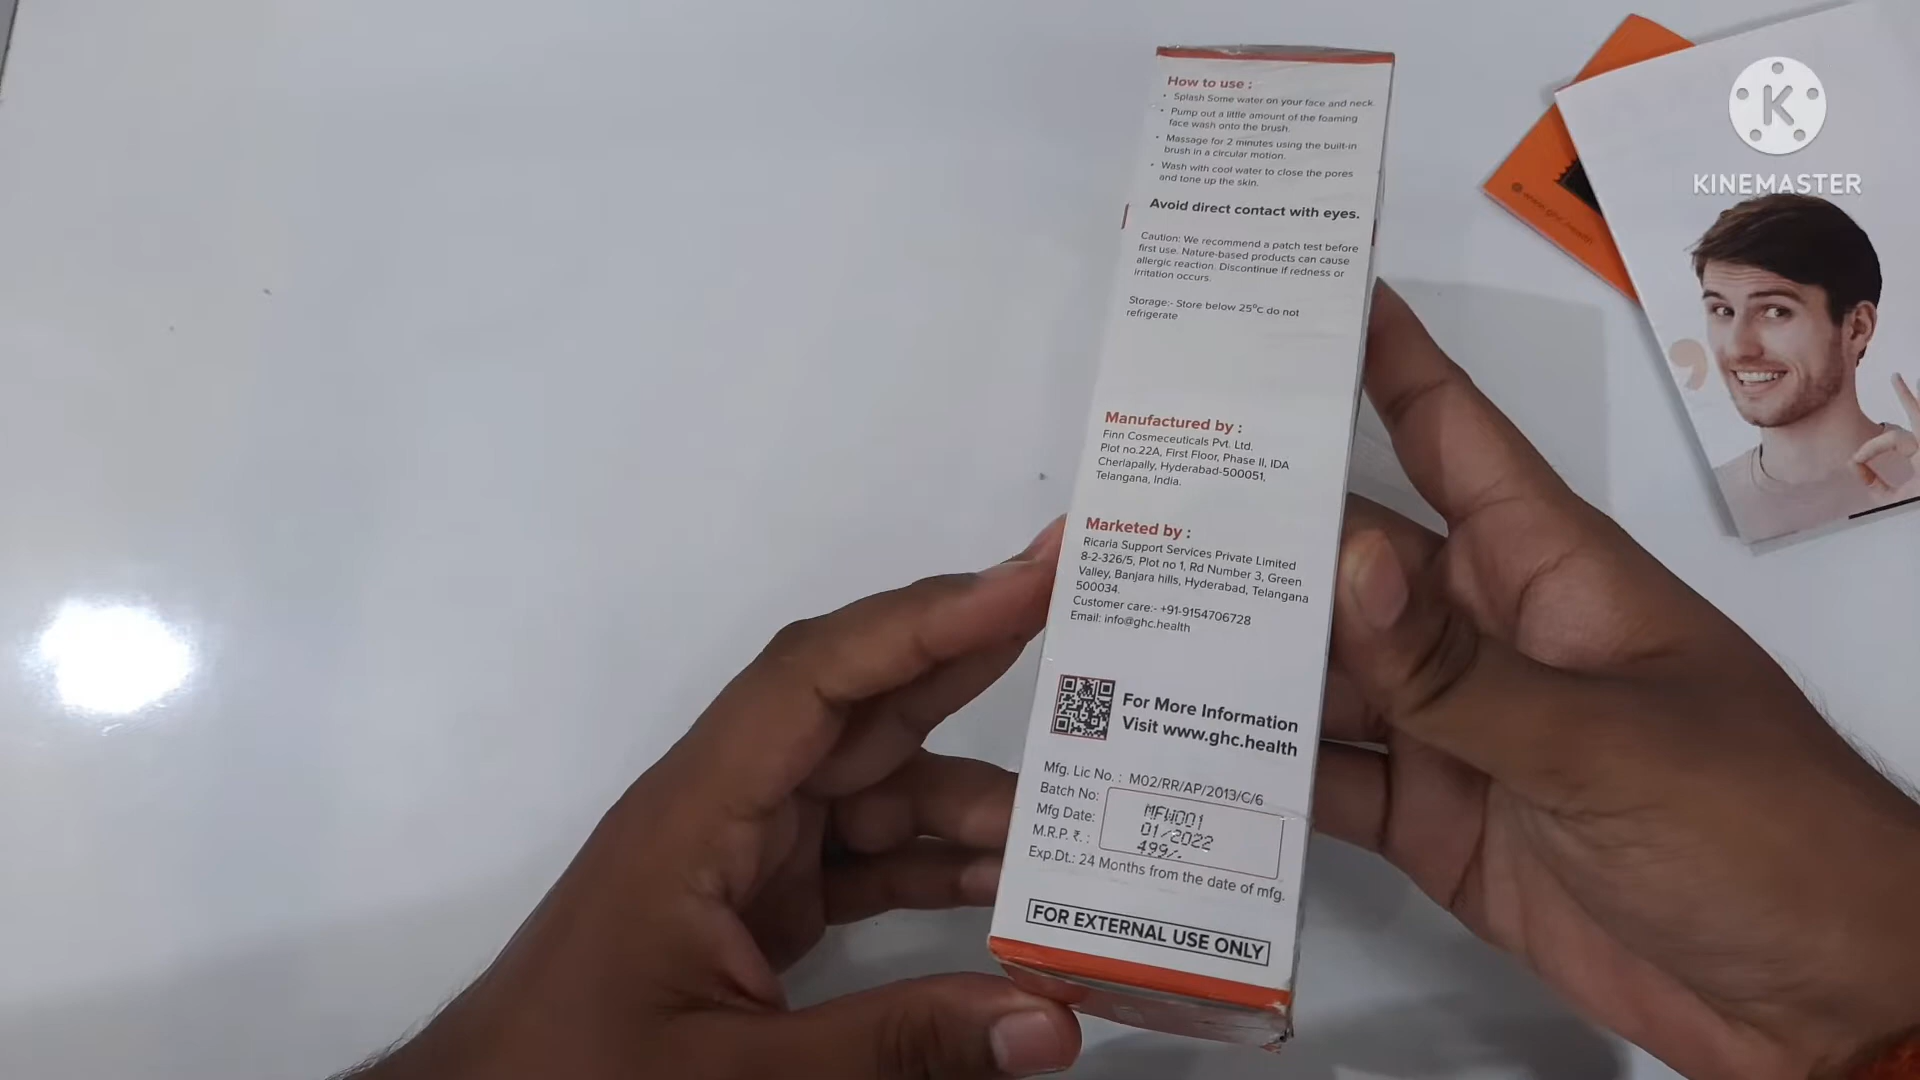 How to use :
• Splash Some water on your face and neck.
• Pump out a little amount of the foaming
face wash onto the brush.
• Massage for 2 minutes using the built-in
brush in a circular motion.
• Wash with cool water to close the pores
and tone up the skin.
Avoid direct contact with eyes.
Caution: We recommend a patch test before
first use. Nature-based products can cause
allergic reaction. Discontinue if redness or
irritation occurs.
Storage:- Store below 25°c do not
refrigerate
Manufactured by :
Finn Cosmeceuticals Pvt. Ltd.
Plot no.22A, First Floor, Phase II, IDA
Cherlapally, Hyderabad-500051,
Telangana, India.
Marketed by :
Ricaria Support Services Private Limited
8-2-326/5, Plot no 1, Rd Number 3, Green
Valley, Banjara hills, Hyderabad, Telangana
500034.
Customer care:- +91-9154706728
Email: info@ghc.health
For More Information
Visit www.ghc.health
Mfg. Lic No. : M02/RR/AP/2013/C/6
Batch No: MFW001
Mfg Date: 01/2022
M.R.P. ₹. : 499/-
Exp.Dt.: 24 Months from the date of mfg.
FOR EXTERNAL USE ONLY
K
KINEMASTER
www.ghc.health